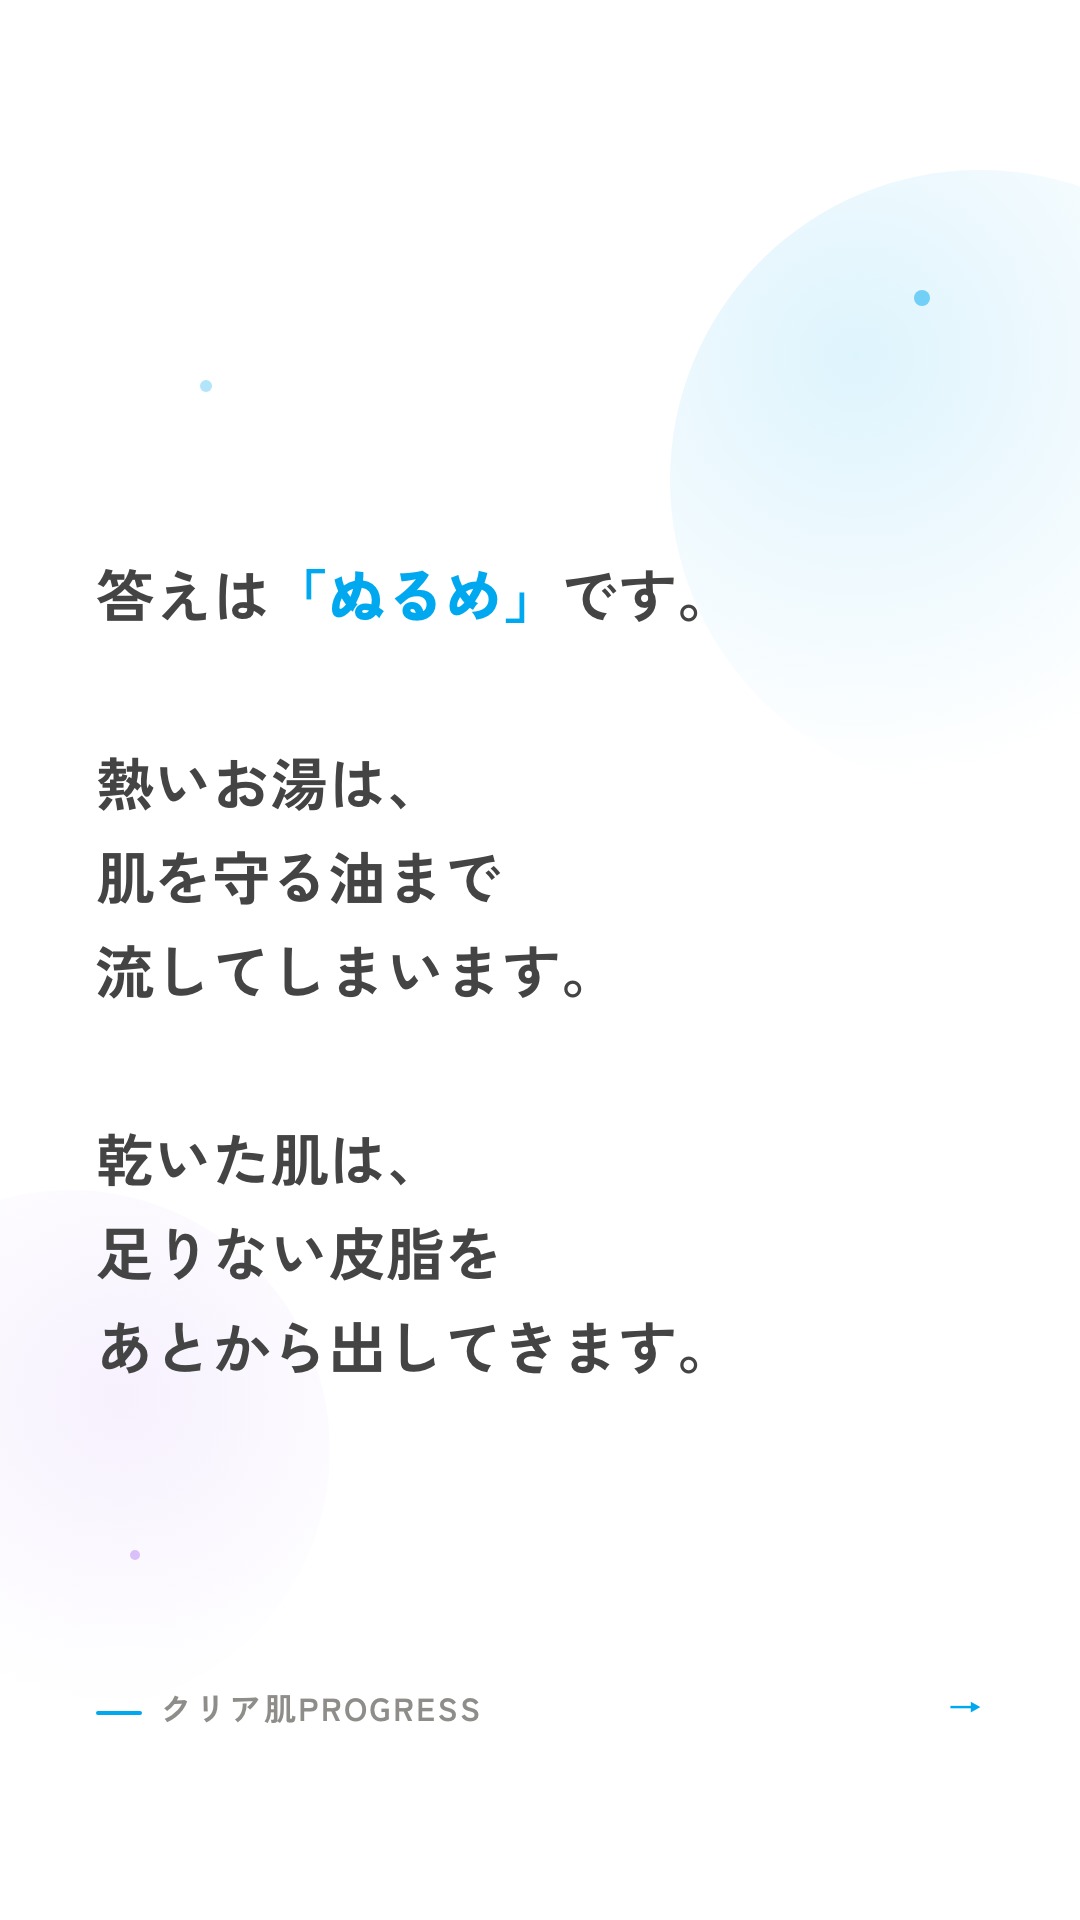 答えは「ぬるめ」です。
熱いお湯は、
肌を守る油まで
流してしまいます。
乾いた肌は、
足りない皮脂を
あとから出してきます。
クリア肌PROGRESS
→